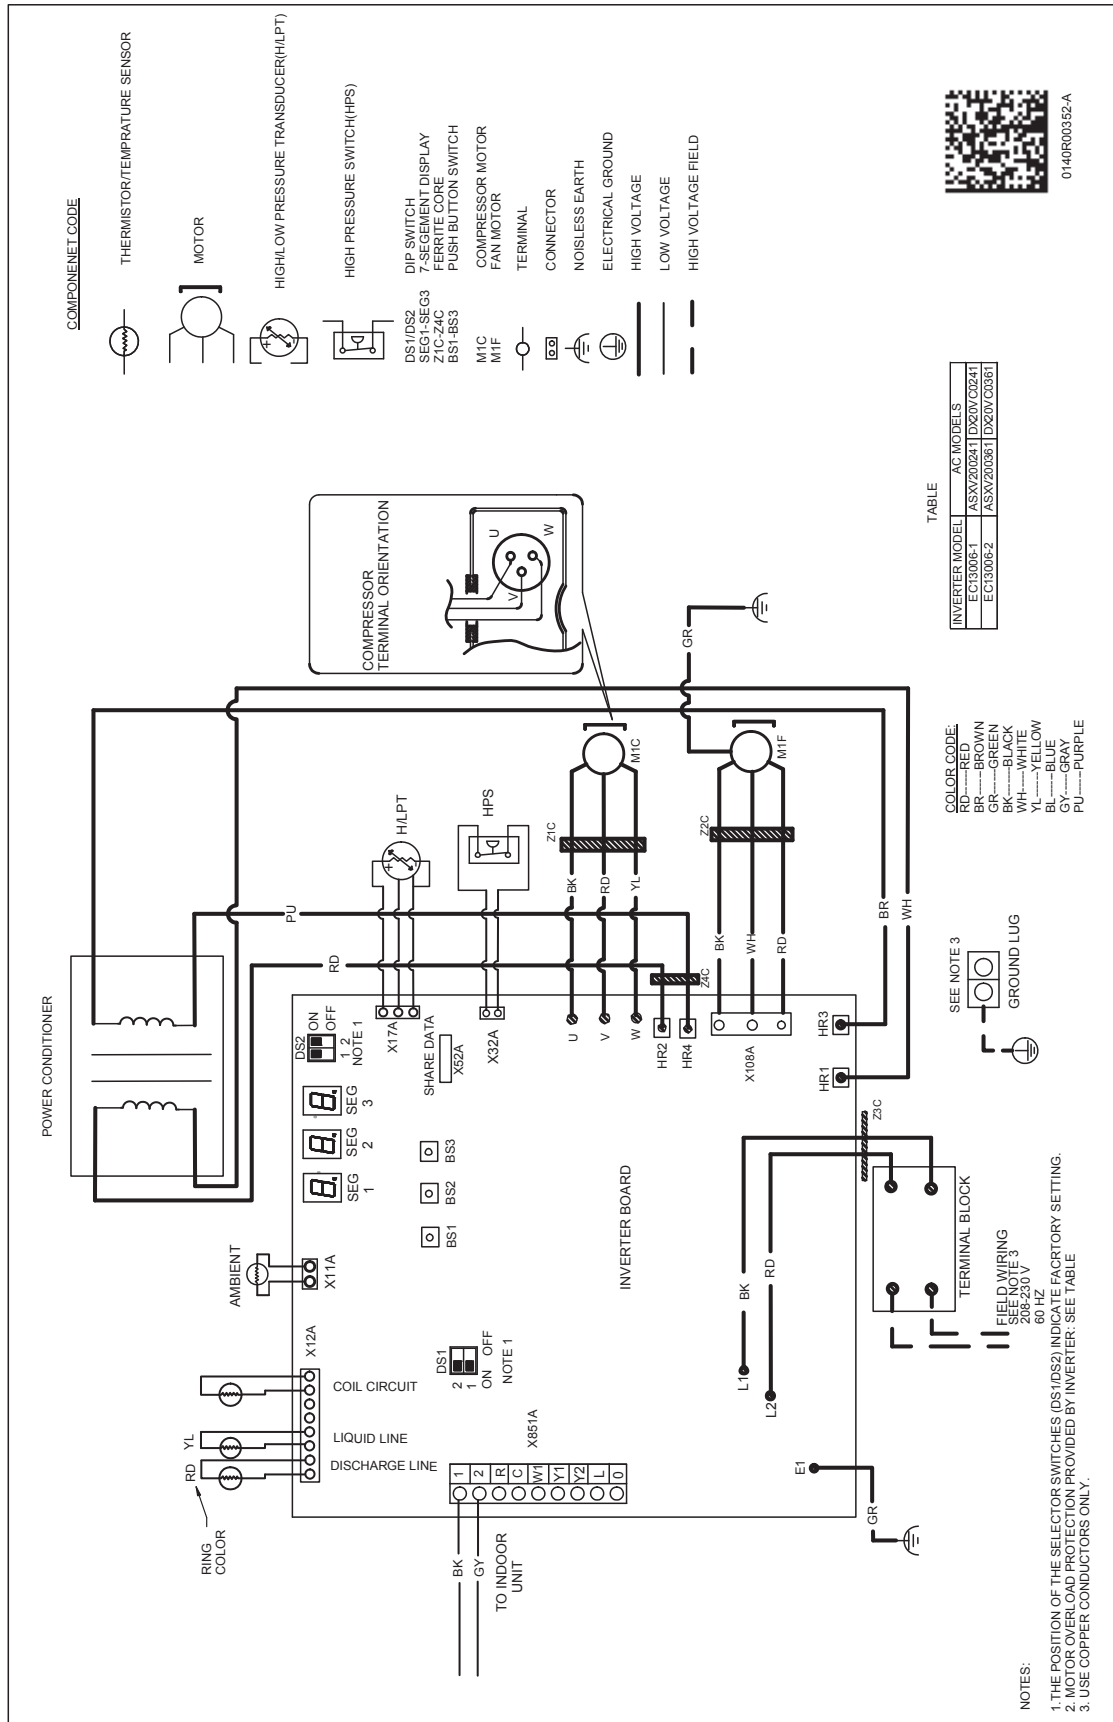 COMPONENET CODE
THERMISTOR/TEMPRATURE SENSOR
MOTOR
HIGH/LOW PRESSURE TRANSDUCER(H/LPT)
HIGH PRESSURE SWITCH(HPS)
DS1/DS2 DIP SWITCH
SEG1-SEG3 7-SEGEMENT DISPLAY
Z1C-Z4C FERRITE CORE
BS1-BS3 PUSH BUTTON SWITCH
M1C COMPRESSOR MOTOR
M1F FAN MOTOR
TERMINAL
CONNECTOR
NOISLESS EARTH
ELECTRICAL GROUND
HIGH VOLTAGE
LOW VOLTAGE
HIGH VOLTAGE FIELD
0140R00352-A
POWER CONDITIONER
COMPRESSOR
TERMINAL ORIENTATION
U
V
W
TABLE
INVERTER MODEL AC MODELS
EC13006-1 ASXV200241 DX20VC0241
EC13006-2 ASXV200361 DX20VC0361
COLOR CODE:
RD------RED
BR------BROWN
GR------GREEN
BK------BLACK
WH-----WHITE
YL------YELLOW
BL------BLUE
GY-----GRAY
PU------PURPLE
RING
COLOR
RD
YL
AMBIENT
X12A
X11A
COIL CIRCUIT
LIQUID LINE
DISCHARGE LINE
SEG
1
SEG
2
SEG
3
DS2
ON
OFF
1 2
NOTE 1
X17A
H/LPT
PU
RD
SHARE DATA
X52A
X32A
HPS
BS1
BS2
BS3
DS1
2
1
ON OFF
NOTE 1
X851A
1
2
R
C
W1
Y1
Y2
L
0
BK
GY
TO INDOOR
UNIT
INVERTER BOARD
U
V
W
BK
RD
YL
Z1C
M1C
HR2
HR4
Z4C
X108A
BK
WH
RD
Z2C
M1F
GR
HR1
HR3
BR
WH
L1
L2
BK
RD
Z3C
E1
GR
TERMINAL BLOCK
FIELD WIRING
SEE NOTE 3
208-230 V
60 HZ
SEE NOTE 3
GROUND LUG
NOTES:
1.THE POSITION OF THE SELECTOR SWITCHES (DS1/DS2) INDICATE FACRTORY SETTING.
2. MOTOR OVERLOAD PROTECTION PROVIDED BY INVERTER: SEE TABLE
3. USE COPPER CONDUCTORS ONLY.